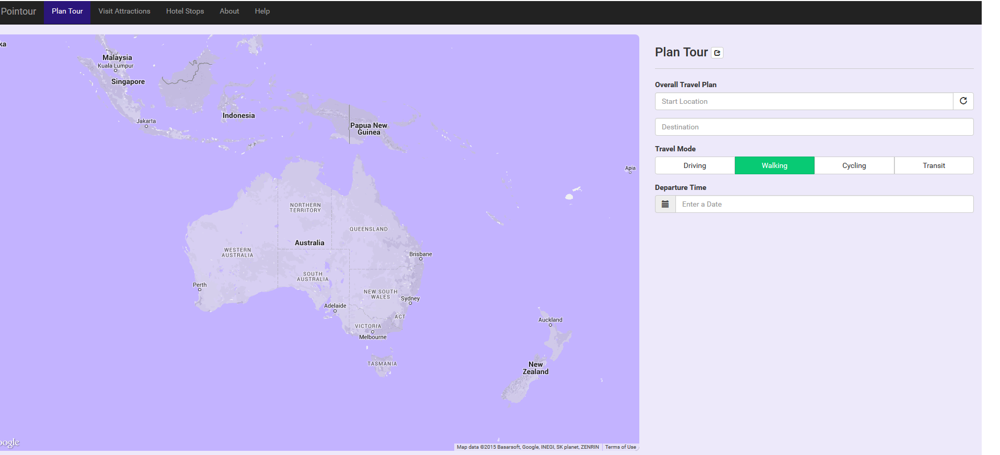 Pointour Plan Tour Visit Attractions Hotel Stops About Help
ka
Malaysia
Kuala Lumpur
Singapore
Indonesia
Jakarta
Papua New
Guinea
Apia
NORTHERN
TERRITORY
QUEENSLAND
Australia
WESTERN
AUSTRALIA
Brisbane
SOUTH
AUSTRALIA
Perth
NEW SOUTH
WALES
Sydney
Adelaide
ACT
VICTORIA
Melbourne
Auckland
TASMANIA
New
Zealand
oogle
Map data ©2015 Basarsoft, Google, INEGI, SK planet, ZENRIN Terms of Use
Plan Tour
Overall Travel Plan
Start Location
Destination
Travel Mode
Driving Walking Cycling Transit
Departure Time
Enter a Date